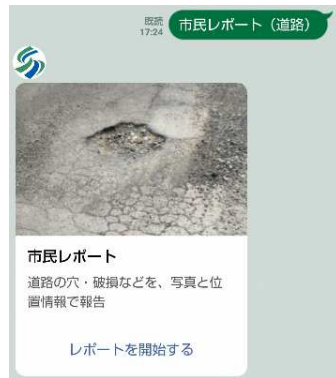 既読
17:24
市民レポート（道路）
市民レポート
道路の穴・破損などを、写真と位
置情報で報告
レポートを開始する